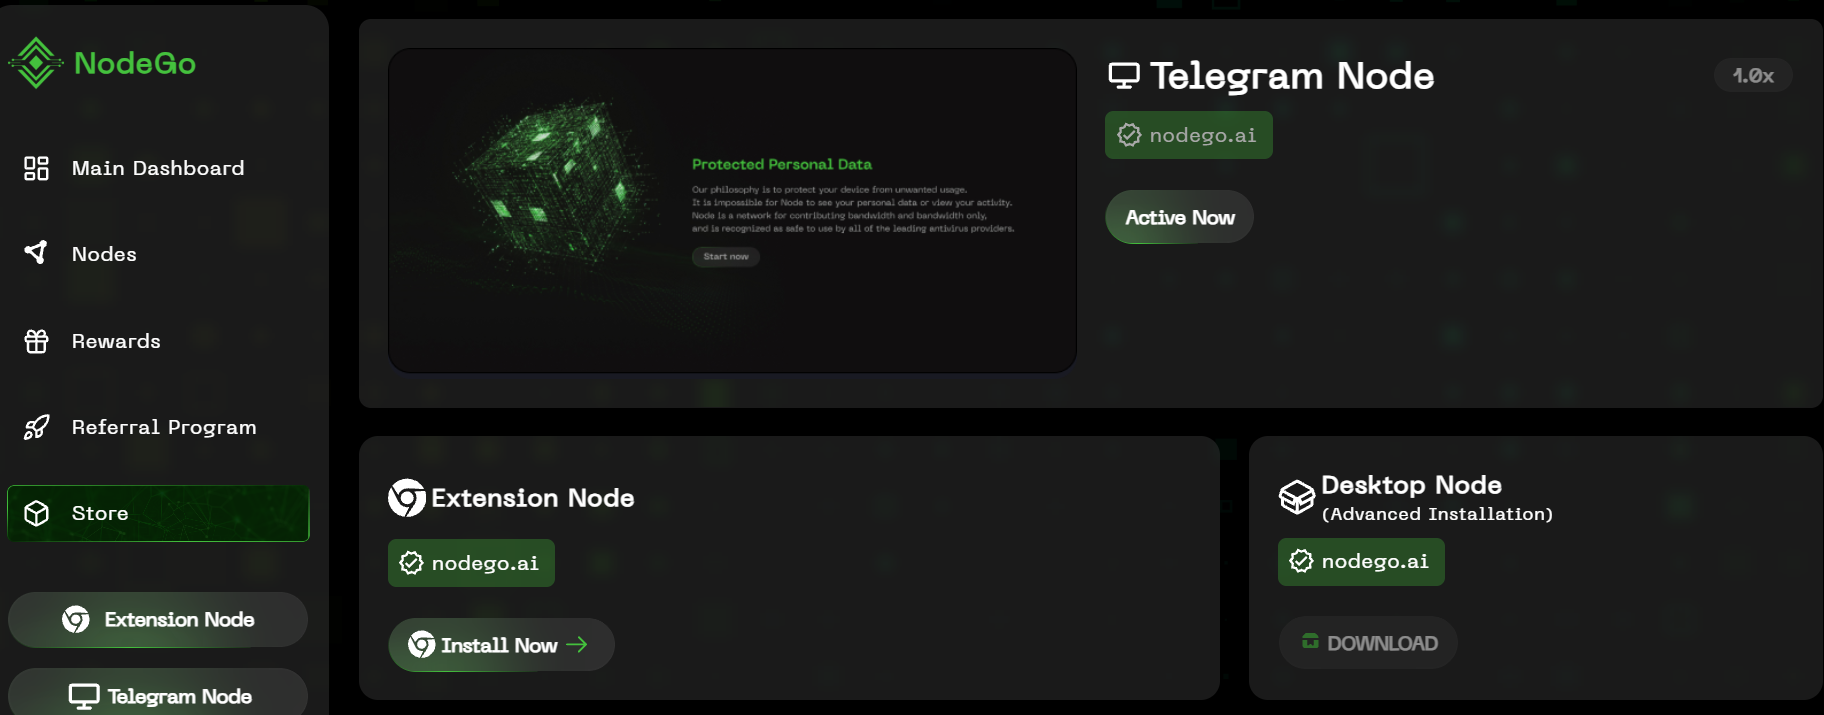 NodeGo
Main Dashboard
Nodes
Rewards
Referral Program
Store
Extension Node
Telegram Node
Protected Personal Data
Our philosophy is to protect your device from unwanted usage.
It is impossible for Node to see your personal data or view your activity.
Node is a network for contributing bandwidth and bandwidth only,
and is recognized as safe to use by all of the leading antivirus providers.
Start now
Telegram Node
1.0x
nodego.ai
Active Now
Extension Node
nodego.ai
Install Now
Desktop Node
(Advanced Installation)
nodego.ai
DOWNLOAD